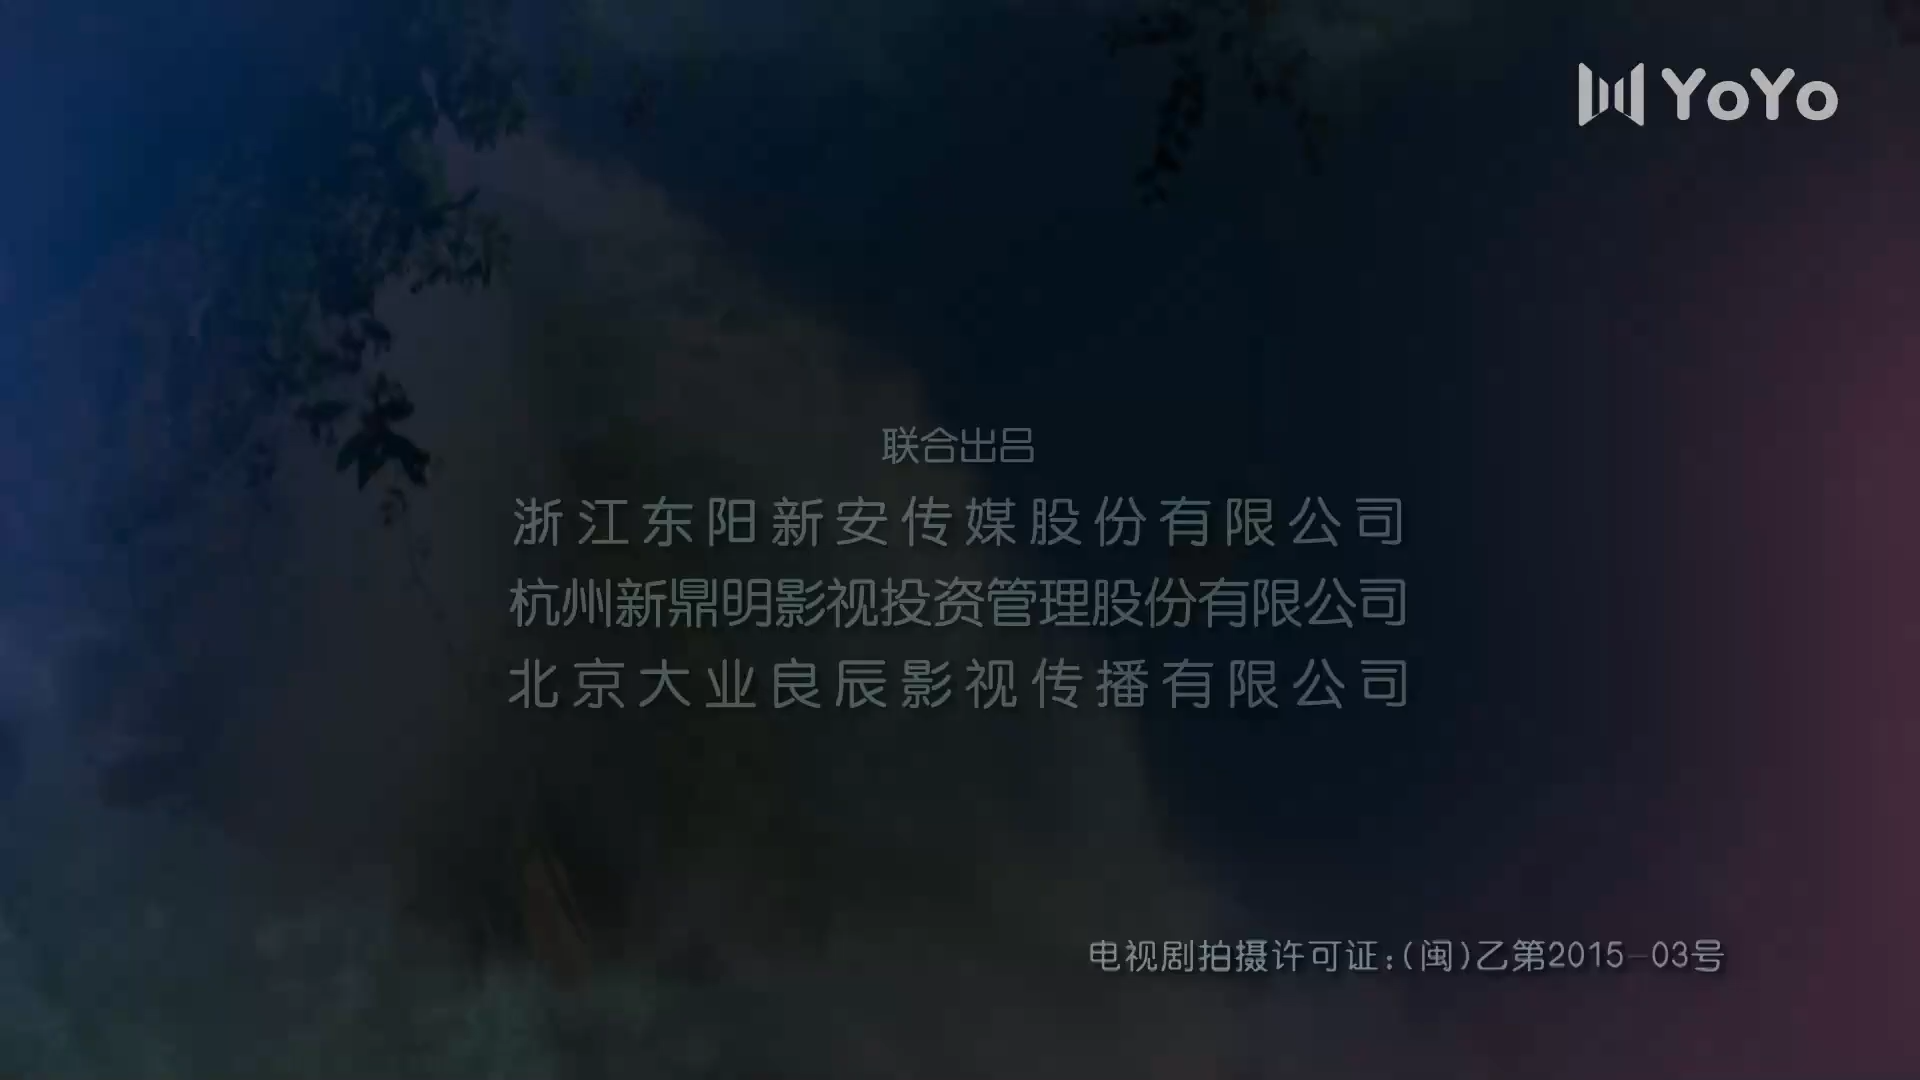 YoYo
联合出品
浙江东阳新安传媒股份有限公司
杭州新鼎明影视投资管理股份有限公司
北京大业良辰影视传播有限公司
电视剧拍摄许可证:(闽)乙第2015-03号